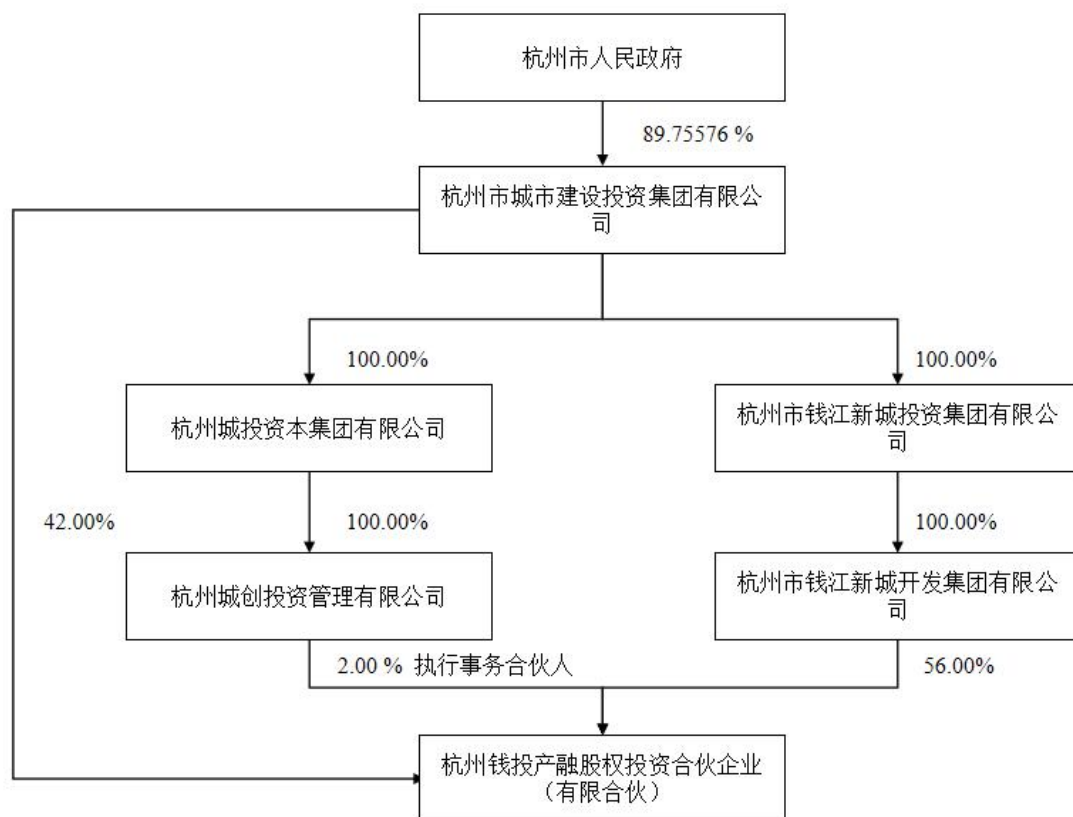 杭州市人民政府
89.75576 %
杭州市城市建设投资集团有限公
司
100.00%
100.00%
杭州城投资本集团有限公司
杭州市钱江新城投资集团有限公
司
42.00%
100.00%
100.00%
杭州城创投资管理有限公司
杭州市钱江新城开发集团有限公
司
2.00 % 执行事务合伙人
56.00%
杭州钱投产融股权投资合伙企业
（有限合伙）